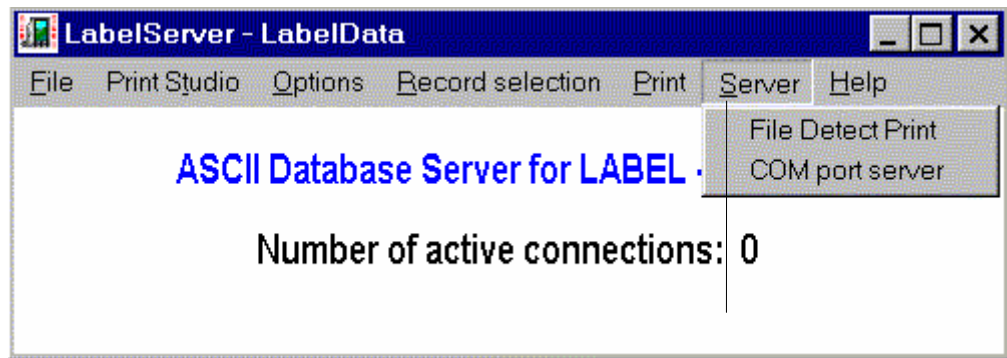 LabelServer - LabelData
File Print Studio Options Record selection Print Server Help
File Detect Print
COM port server
ASCII Database Server for LABEL -
Number of active connections: 0